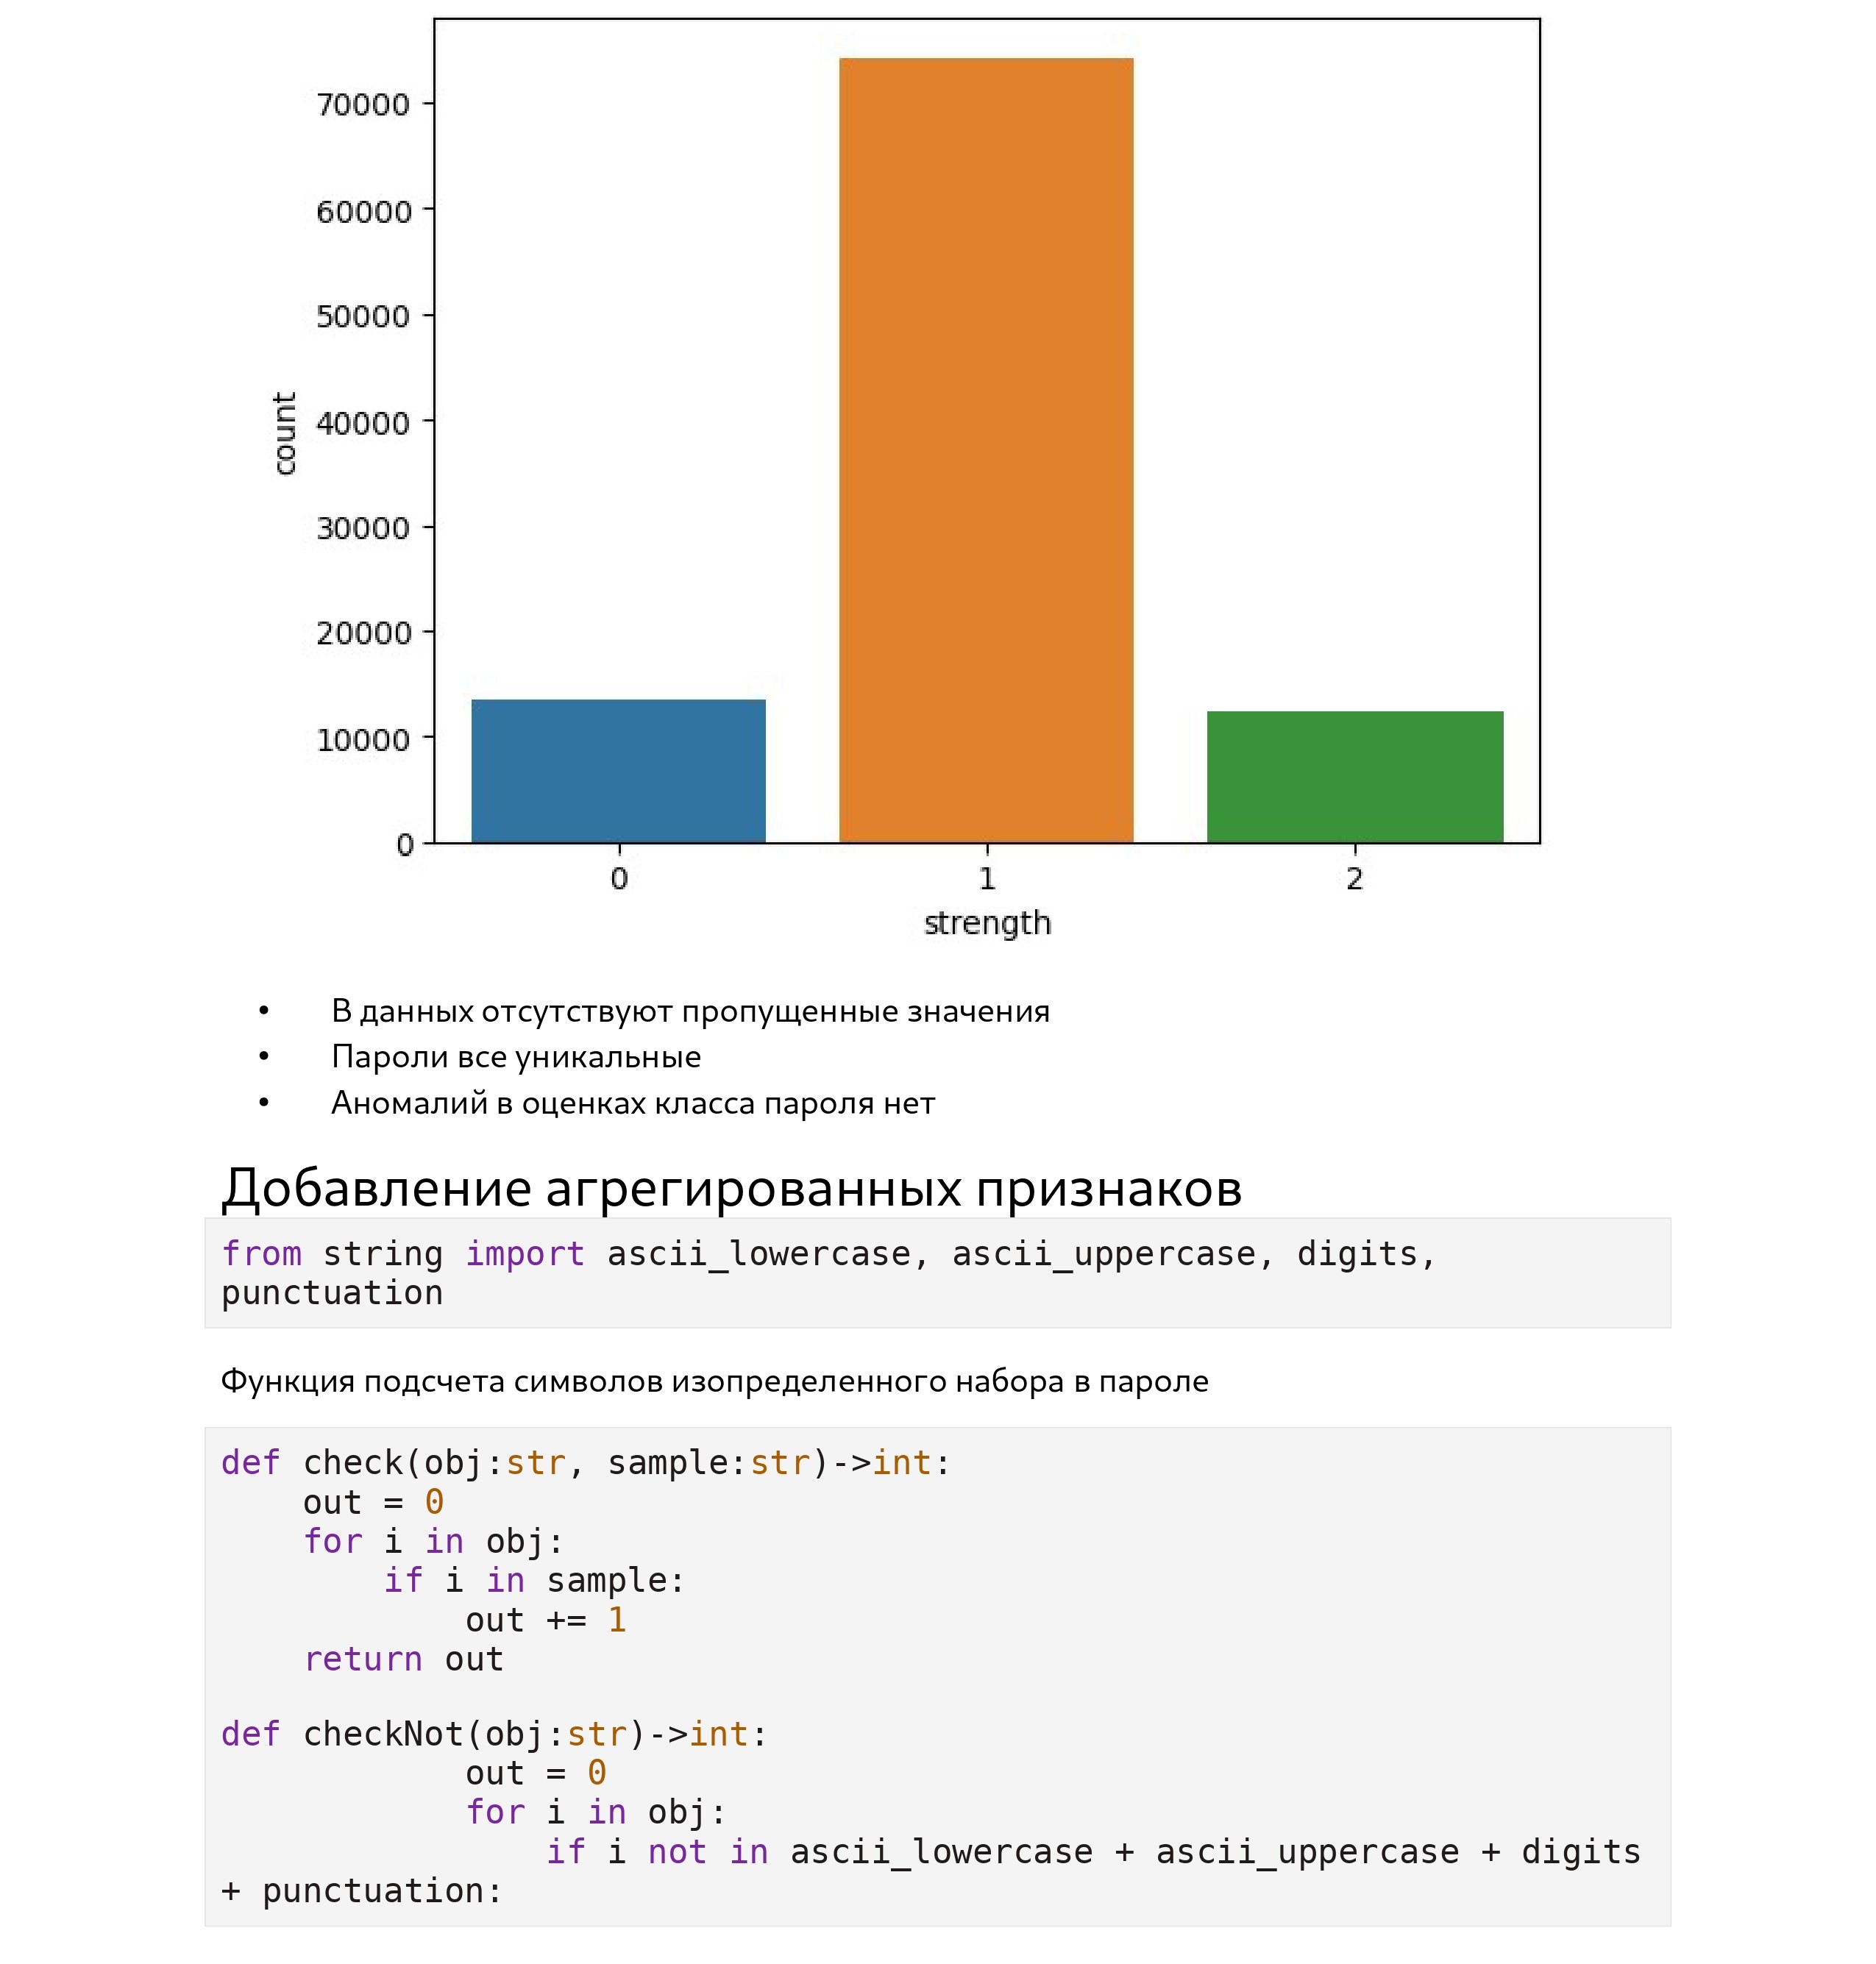 70000
60000
50000
40000
30000
20000
10000
0
count
0 1 2
strength
• В данных отсутствуют пропущенные значения
• Пароли все уникальные
• Аномалий в оценках класса пароля нет
Добавление агрегированных признаков
from string import ascii_lowercase, ascii_uppercase, digits,
punctuation
Функция подсчета символов изопределенного набора в пароле
def check(obj:str, sample:str)->int:
    out = 0
    for i in obj:
        if i in sample:
            out += 1
    return out
def checkNot(obj:str)->int:
            out = 0
            for i in obj:
                if i not in ascii_lowercase + ascii_uppercase + digits
+ punctuation: